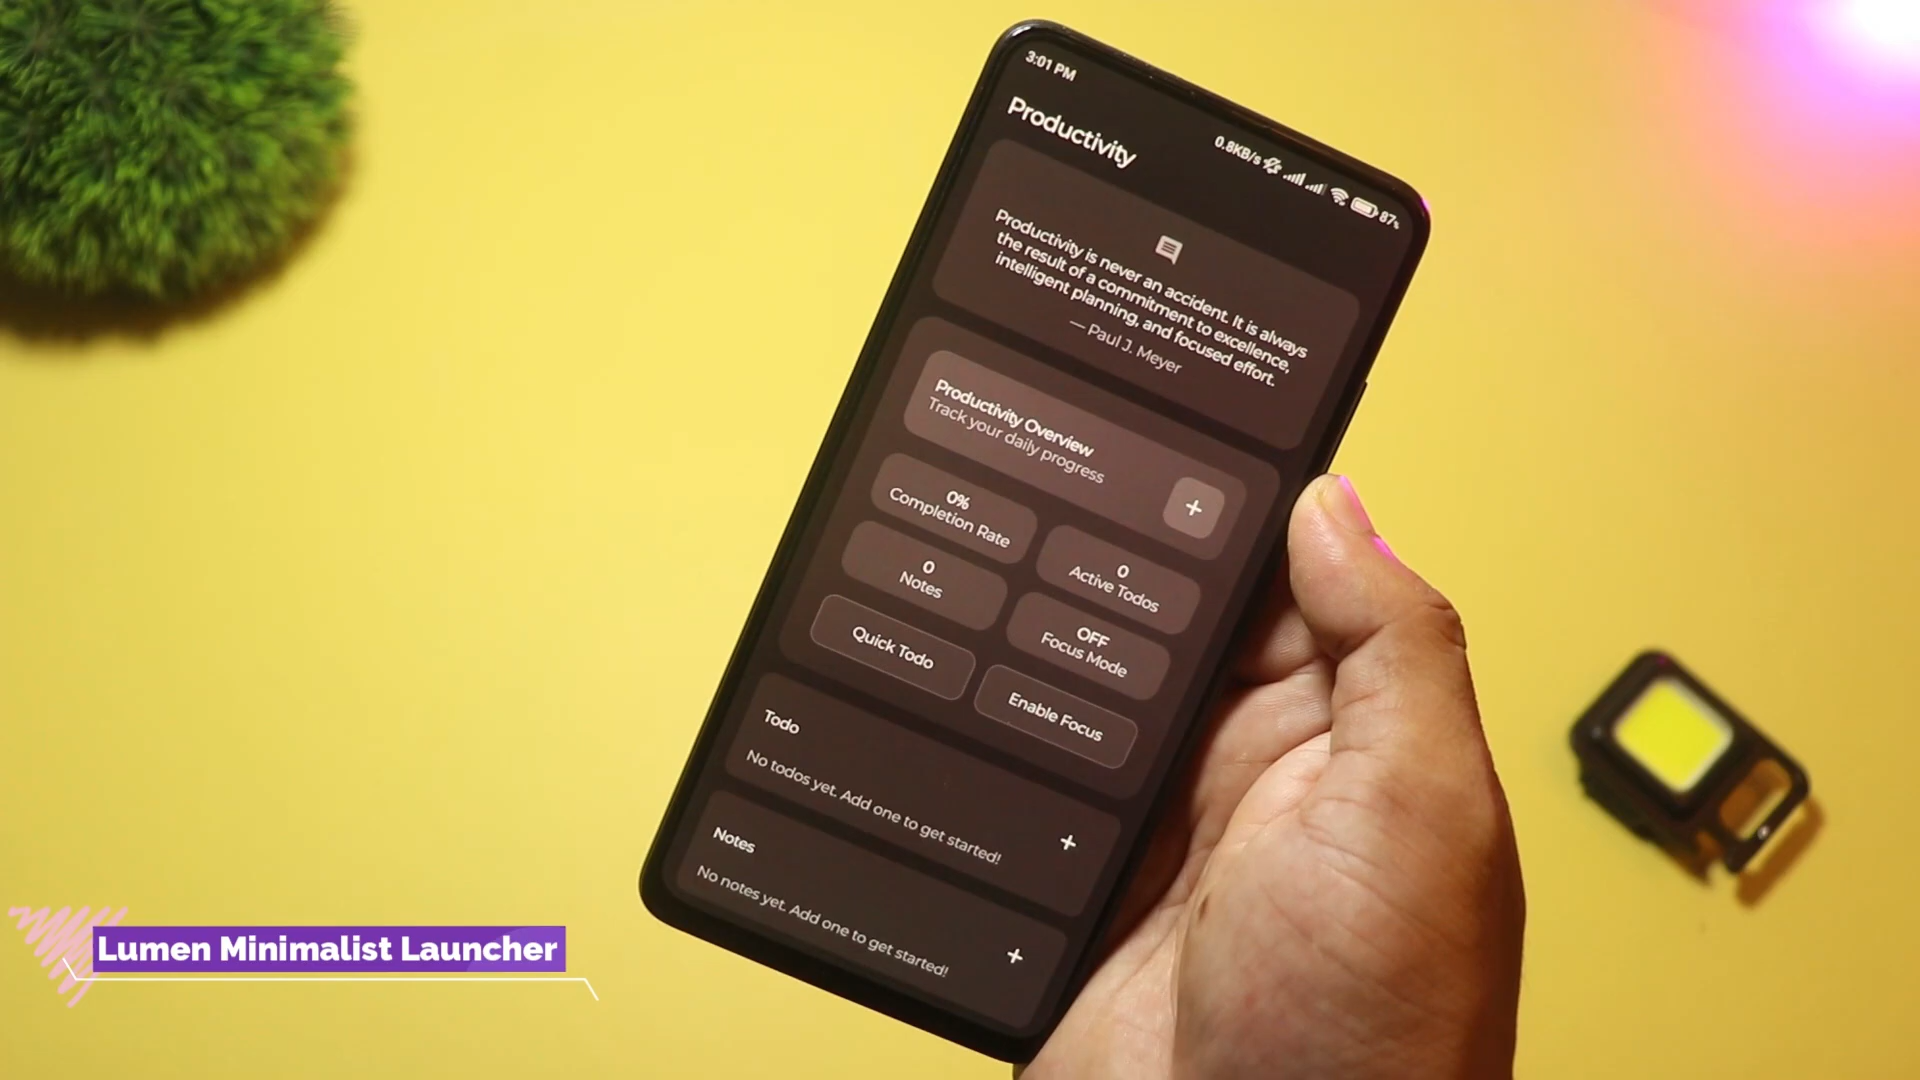 3:01 PM
0.8KB/s
87%
Productivity
Productivity is never an accident. It is always
the result of a commitment to excellence,
intelligent planning, and focused effort.
— Paul J. Meyer
Productivity Overview
Track your daily progress
+
0%
Completion Rate
0
Active Todos
0
Notes
OFF
Focus Mode
Quick Todo
Enable Focus
Todo
No todos yet. Add one to get started!
+
Notes
No notes yet. Add one to get started!
+
Lumen Minimalist Launcher